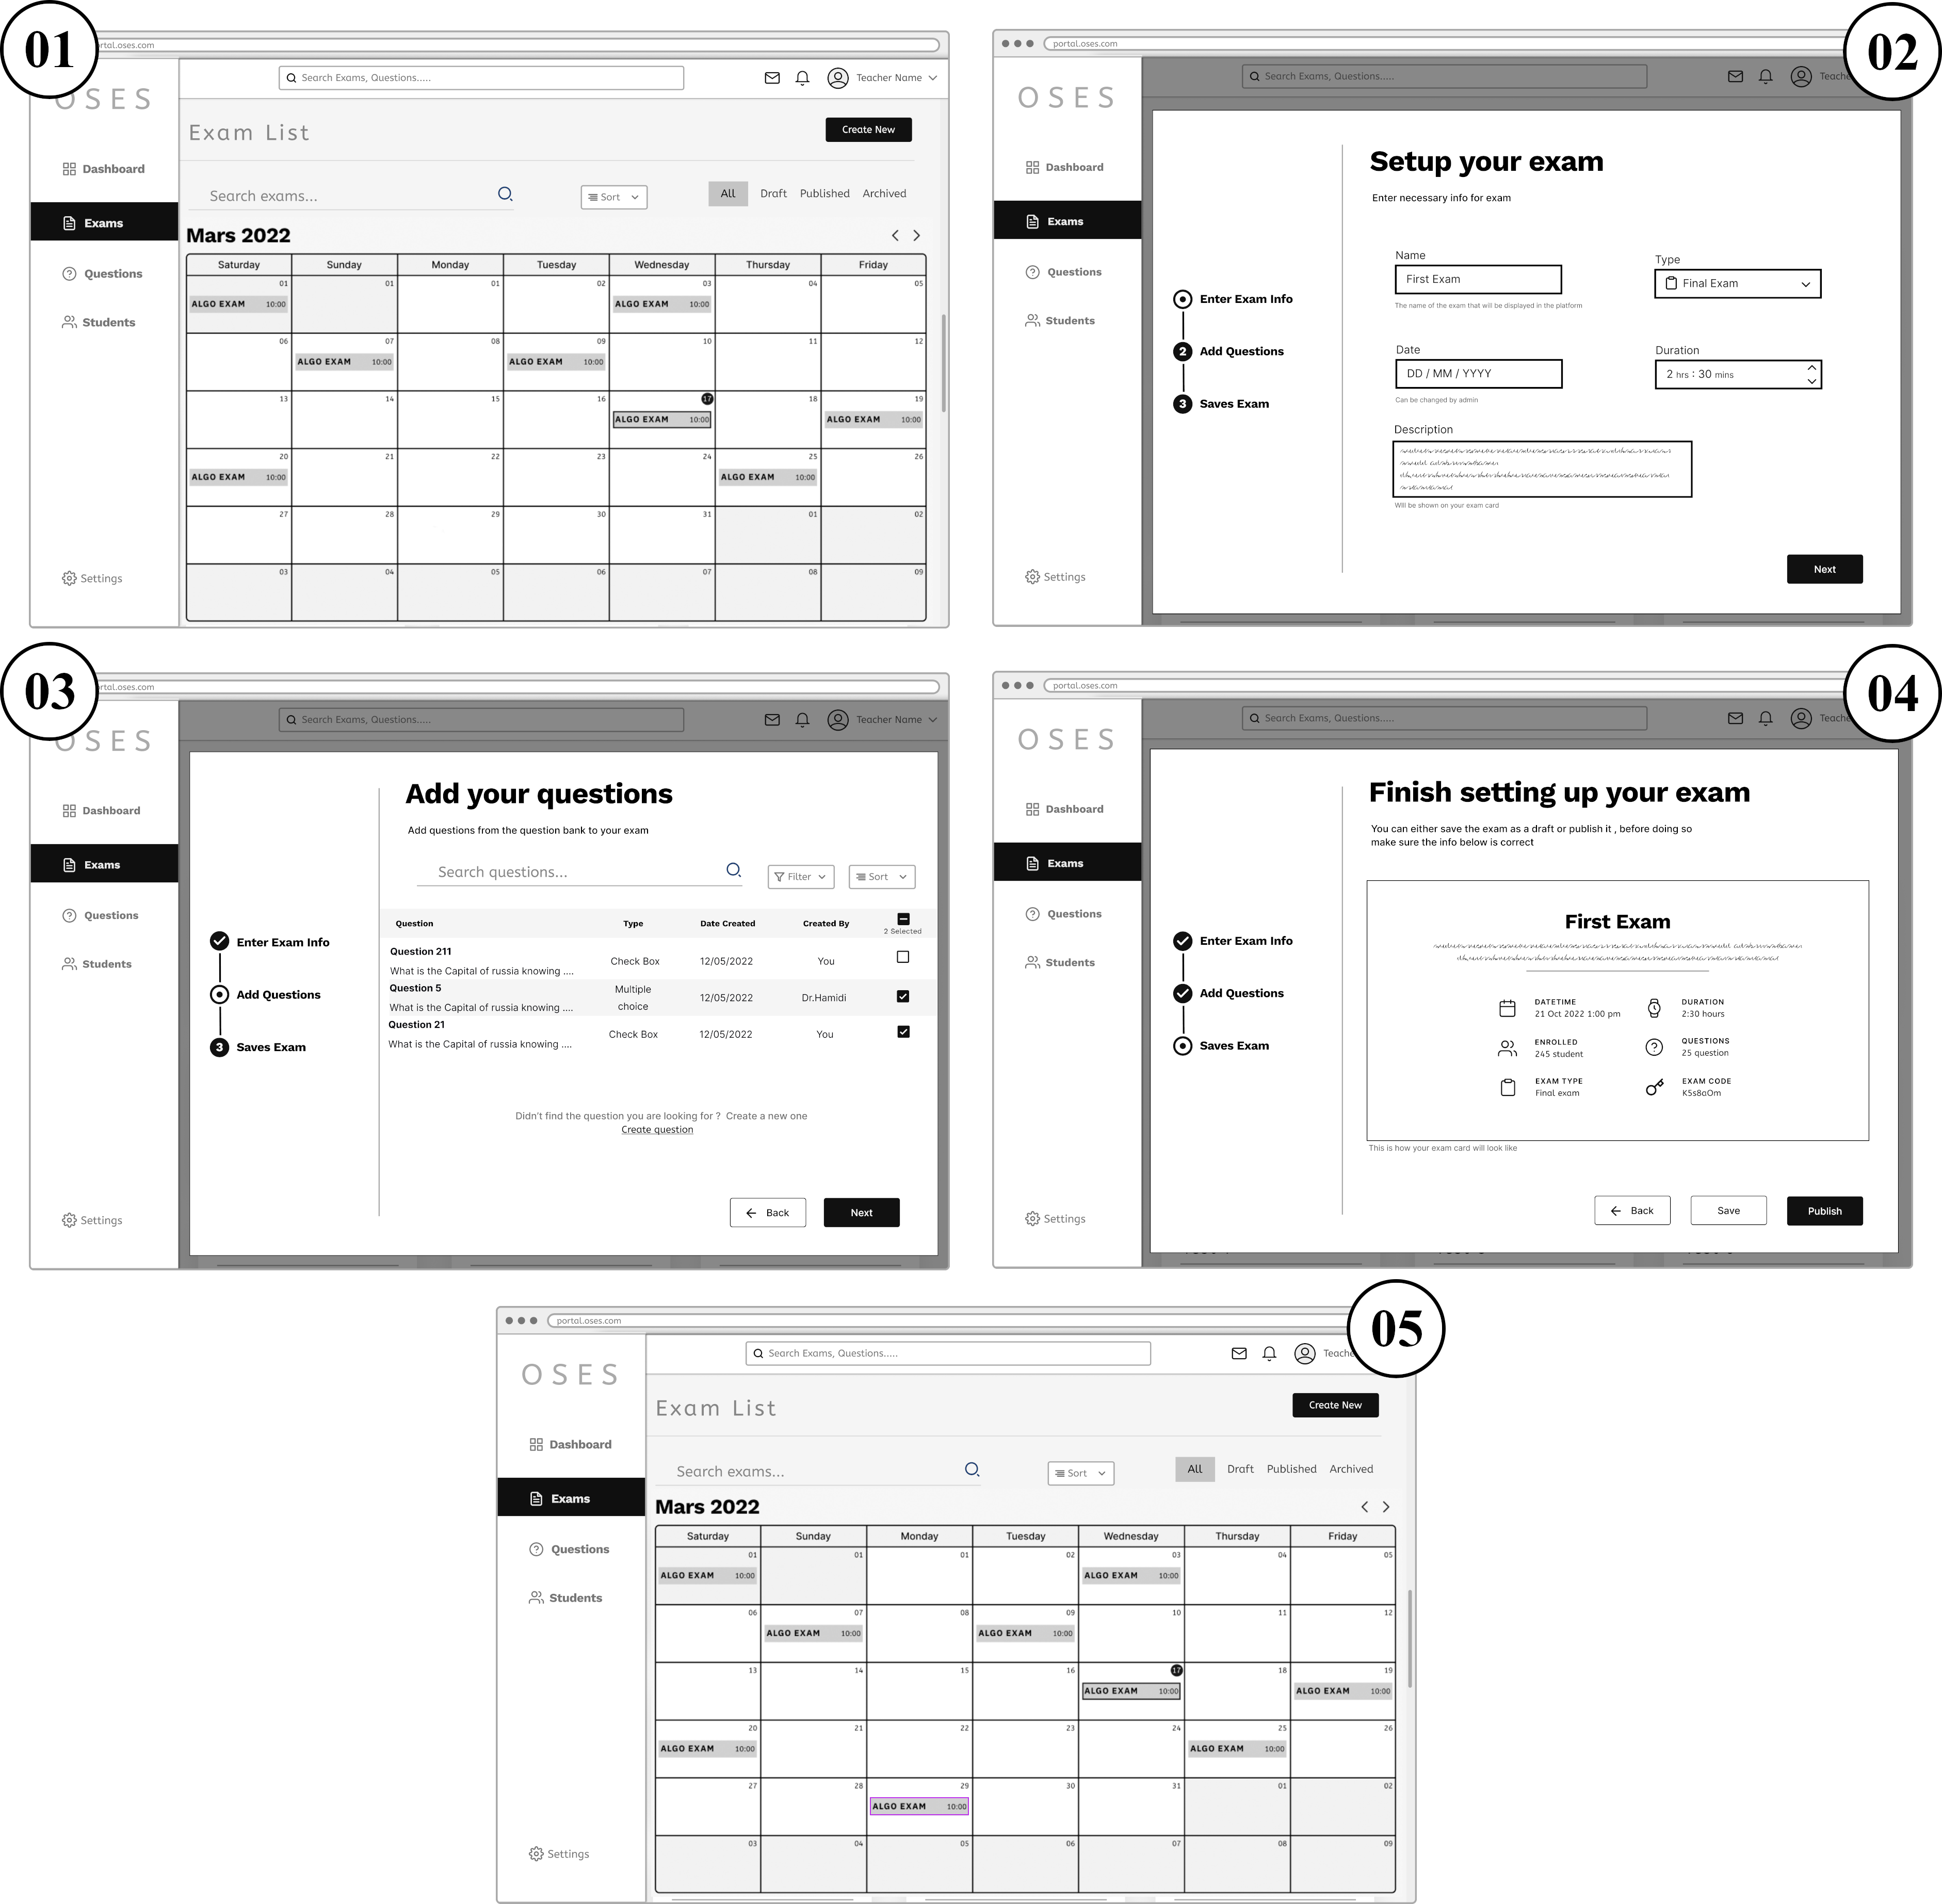 01
rtal.oses.com
OSES
Search Exams, Questions.....
Teacher Name
Dashboard
Exams
Questions
Students
Settings
Exam List
Create New
Search exams...
Sort
All Draft Published Archived
Mars 2022
Saturday Sunday Monday Tuesday Wednesday Thursday Friday
01 01 01 02 03 04 05
ALGO EXAM 10:00 ALGO EXAM 10:00
06 07 08 09 10 11 12
ALGO EXAM 10:00 ALGO EXAM 10:00
13 14 15 16 17 18 19
ALGO EXAM 10:00 ALGO EXAM 10:00
20 21 22 23 24 25 26
ALGO EXAM 10:00 ALGO EXAM 10:00
27 28 29 30 31 01 02
03 04 05 06 07 08 09
02
portal.oses.com
OSES
Search Exams, Questions.....
Dashboard
Exams
Questions
Students
Settings
Enter Exam Info
2 Add Questions
3 Saves Exam
Setup your exam
Enter necessary info for exam
Name
First Exam
The name of the exam that will be displayed in the platform
Type
Final Exam
Date
DD / MM / YYYY
Can be changed by admin
Duration
2 hrs : 30 mins
Description
Will be shown on your exam card
Next
03
rtal.oses.com
OSES
Search Exams, Questions.....
Teacher Name
Dashboard
Exams
Questions
Students
Settings
Enter Exam Info
Add Questions
3 Saves Exam
Add your questions
Add questions from the question bank to your exam
Search questions...
Filter
Sort
Question Type Date Created Created By
2 Selected
Question 211
What is the Capital of russia knowing .... Check Box 12/05/2022 You
Question 5
What is the Capital of russia knowing .... Multiple choice 12/05/2022 Dr.Hamidi
Question 21
What is the Capital of russia knowing .... Check Box 12/05/2022 You
Didn't find the question you are looking for ? Create a new one
Create question
Back
Next
04
portal.oses.com
OSES
Search Exams, Questions.....
Dashboard
Exams
Questions
Students
Settings
Enter Exam Info
Add Questions
Saves Exam
Finish setting up your exam
You can either save the exam as a draft or publish it , before doing so
make sure the info below is correct
First Exam
DATETIME
21 Oct 2022 1:00 pm
DURATION
2:30 hours
ENROLLED
245 student
QUESTIONS
25 question
EXAM TYPE
Final exam
EXAM CODE
K5s8aOm
This is how your exam card will look like
Back
Save
Publish
05
portal.oses.com
OSES
Search Exams, Questions.....
Dashboard
Exams
Questions
Students
Settings
Exam List
Create New
Search exams...
Sort
All Draft Published Archived
Mars 2022
Saturday Sunday Monday Tuesday Wednesday Thursday Friday
01 01 01 02 03 04 05
ALGO EXAM 10:00 ALGO EXAM 10:00
06 07 08 09 10 11 12
ALGO EXAM 10:00 ALGO EXAM 10:00
13 14 15 16 17 18 19
ALGO EXAM 10:00 ALGO EXAM 10:00
20 21 22 23 24 25 26
ALGO EXAM 10:00 ALGO EXAM 10:00
27 28 29 30 31 01 02
ALGO EXAM 10:00
03 04 05 06 07 08 09